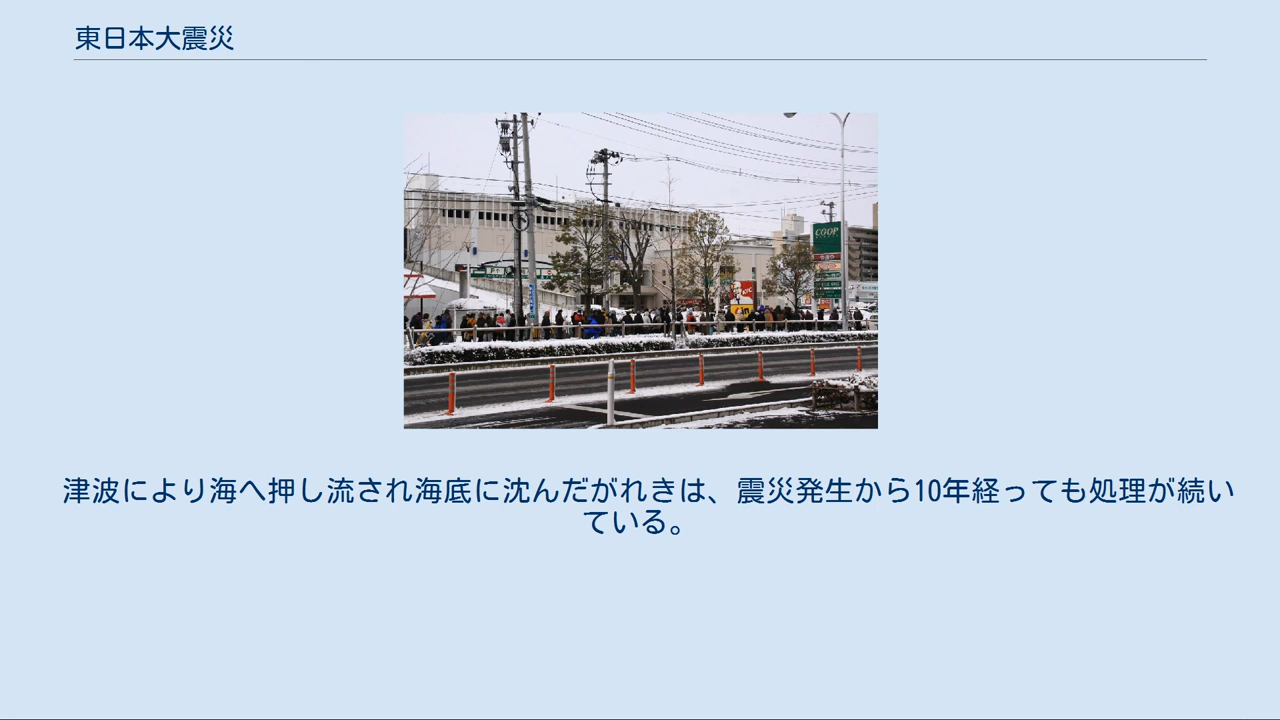 東日本大震災
COOP
KFC
津波により海へ押し流され海底に沈んだがれきは、震災発生から10年経っても処理が続い
ている。